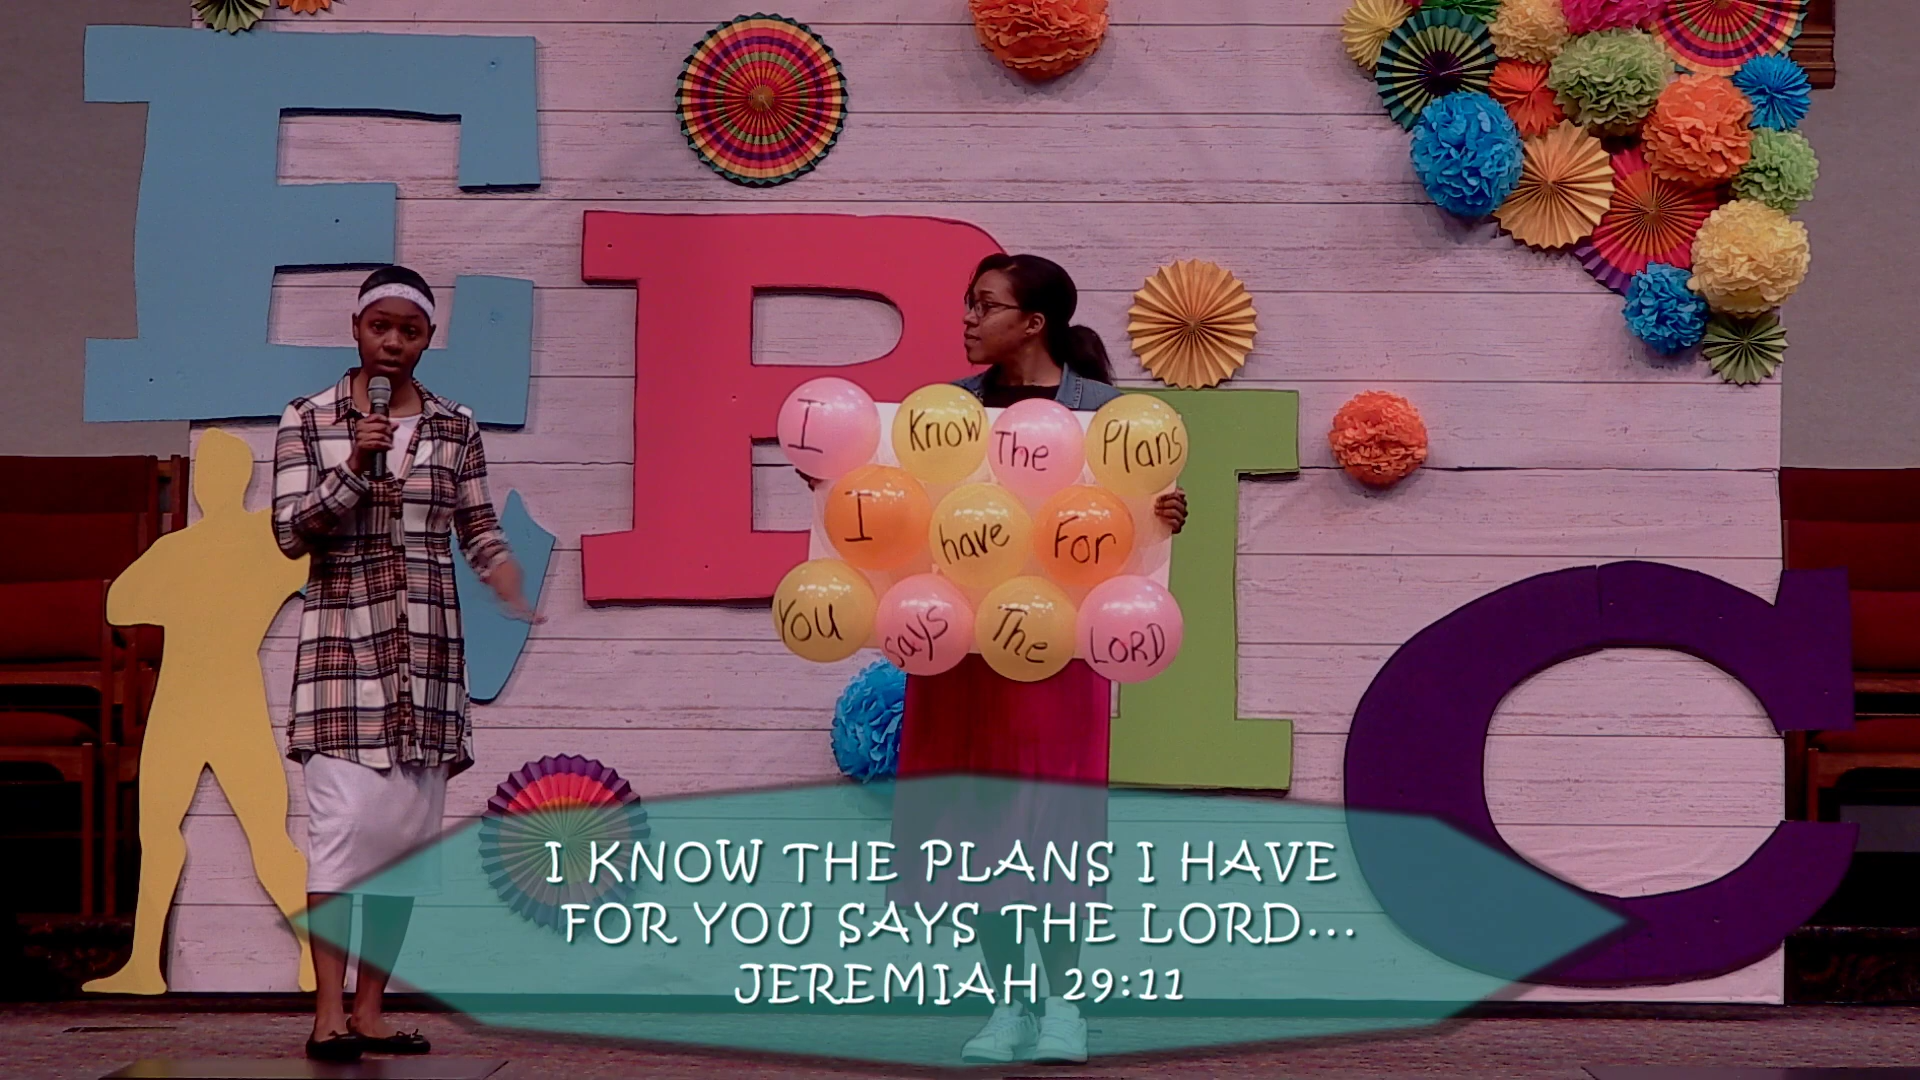 EPIC
I Know The Plans
I have For
You says The LORD
I KNOW THE PLANS I HAVE
FOR YOU SAYS THE LORD...
JEREMIAH 29:11